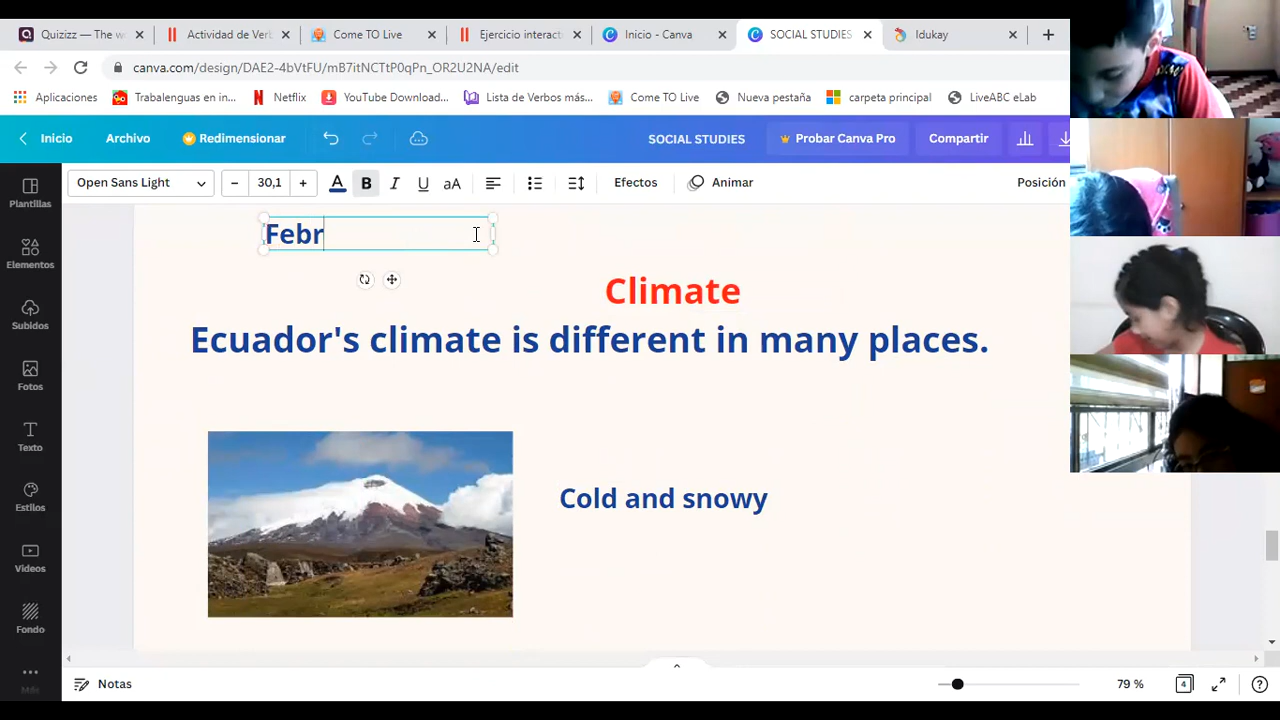 Quizizz — The w
Actividad de Ver
Come TO Live
Ejercicio interact
Inicio - Canva
SOCIAL STUDIES
Idukay
canva.com/design/DAE2-4bVtFU/mB7itNCTtP0qPn_OR2U2NA/edit
Aplicaciones
Trabalenguas en in...
Netflix
YouTube Download...
Lista de Verbos más...
Come TO Live
Nueva pestaña
carpeta principal
LiveABC eLab
Inicio
Archivo
Redimensionar
SOCIAL STUDIES
Probar Canva Pro
Compartir
Open Sans Light
30,1
A
B
I
U
aA
Efectos
Animar
Posición
Plantillas
Elementos
Subidos
Fotos
Texto
Estilos
Videos
Fondo
Más
Febr
Climate
Ecuador's climate is different in many places.
Cold and snowy
Notas
79 %
4